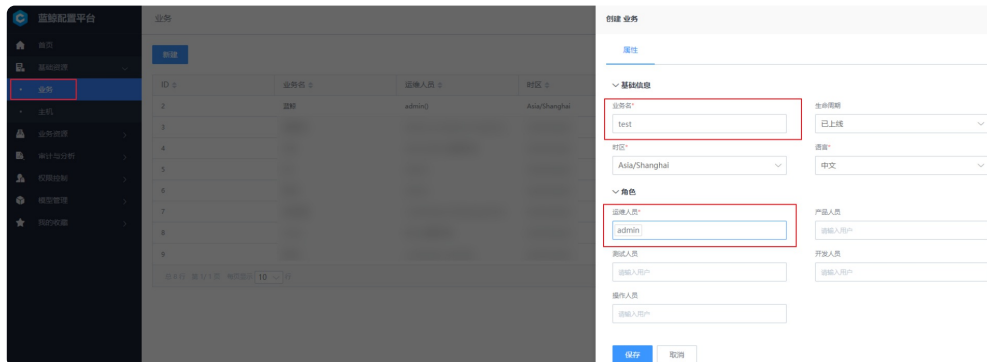 蓝鲸配置平台
业务
创建 业务
首页
新建
属性
基础资源
业务
ID 业务名 运维人员 时区
基础信息
主机
2 蓝鲸 admin() Asia/Shanghai
业务名* 生命周期
业务资源
3
test 已上线
审计与分析
4
时区* 语言*
权限控制
5
Asia/Shanghai 中文
模型管理
6
角色
我的收藏
7
运维人员* 产品人员
8
admin 请输入用户
9
测试人员 开发人员
10
请输入用户 请输入用户
操作人员
请输入用户
保存 取消